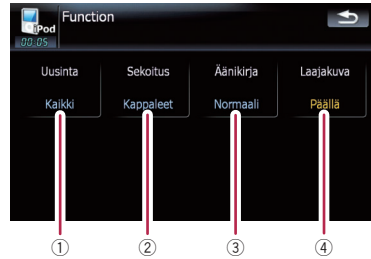 Function
iPod
00:05
Uusinta Sekoitus Äänikirja Laajakuva
Kaikki Kappaleet Normaali Päällä
① ② ③ ④